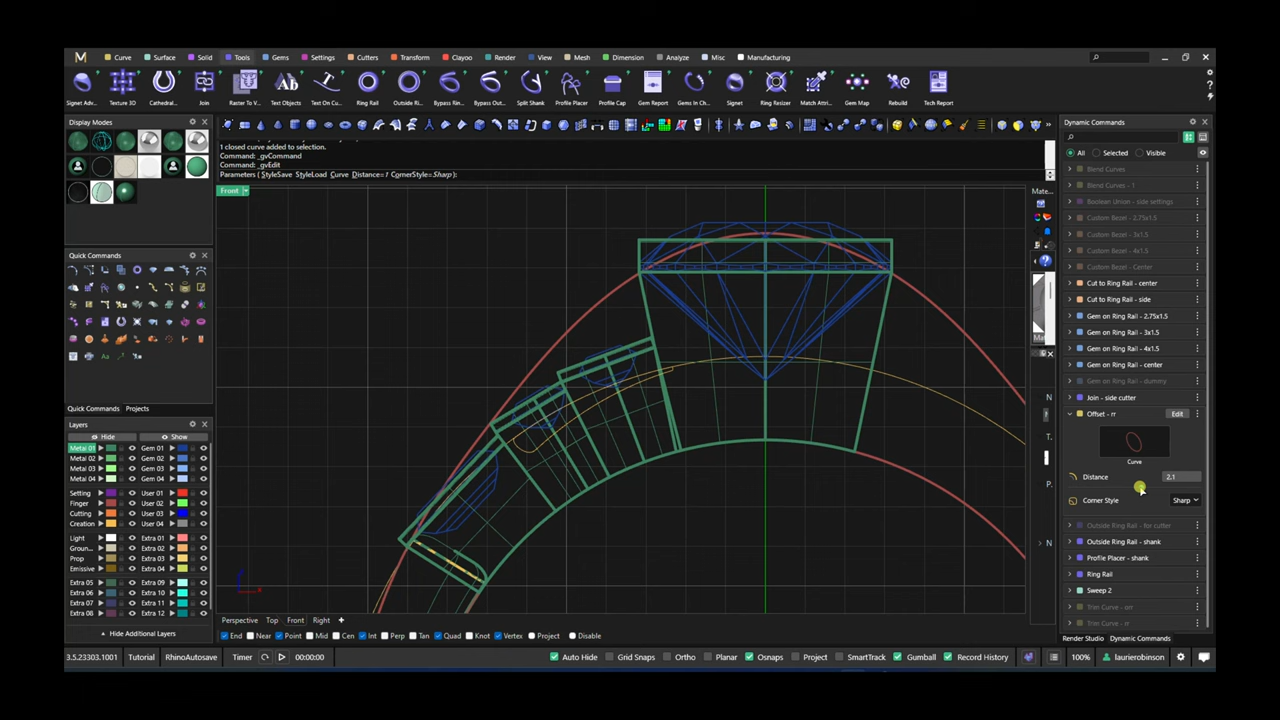 Curve Surface Solid Tools Gems Settings Cutters Transform Clayoo Render View Mesh Dimension Analyze Misc Manufacturing
Signet Adv... Texture 3D Cathedral... Join Raster To V... Text Objects Text On Cu... Ring Rail Outside Ri... Bypass Rin... Bypass Out... Split Shank Profile Placer Profile Cap Gem Report Gems In Ch... Signet Ring Resizer Match Attri... Gem Map Rebuild Tech Report
Display Modes
1 closed curve added to selection.
Command: _gvCommand
Command: _gvEdit
Parameters ( StyleSave StyleLoad Curve Distance=1 CornerStyle=Sharp):
Front
Mate...
Mat
N
T.
P.
N
Quick Commands
Quick Commands Projects
Layers
Hide Show
Metal 01 Gem 01
Metal 02 Gem 02
Metal 03 Gem 03
Metal 04 Gem 04
Setting User 01
Finger User 02
Cutting User 03
Creation User 04
Light Extra 01
Groun... Extra 02
Prop Extra 03
Emissive Extra 04
Extra 05 Extra 09
Extra 06 Extra 10
Extra 07 Extra 11
Extra 08 Extra 12
Hide Additional Layers
Dynamic Commands
All Selected Visible
Blend Curves
Blend Curves - 1
Boolean Union - side settings
Custom Bezel - 2.75x1.5
Custom Bezel - 3x1.5
Custom Bezel - 4x1.5
Custom Bezel - Center
Cut to Ring Rail - center
Cut to Ring Rail - side
Gem on Ring Rail - 2.75x1.5
Gem on Ring Rail - 3x1.5
Gem on Ring Rail - 4x1.5
Gem on Ring Rail - center
Gem on Ring Rail - dummy
Join - side cutter
Offset - rr Edit
Curve
Distance 2.1
Corner Style Sharp
Outside Ring Rail - for cutter
Outside Ring Rail - shank
Profile Placer - shank
Ring Rail
Sweep 2
Trim Curve - orr
Trim Curve - rr
Render Studio Dynamic Commands
Perspective Top Front Right
End Near Point Mid Cen Int Perp Tan Quad Knot Vertex Project Disable
3.5.23303.1001 Tutorial RhinoAutosave Timer 00:00:00 Auto Hide Grid Snaps Ortho Planar Osnaps Project SmartTrack Gumball Record History 100% laurierobinson